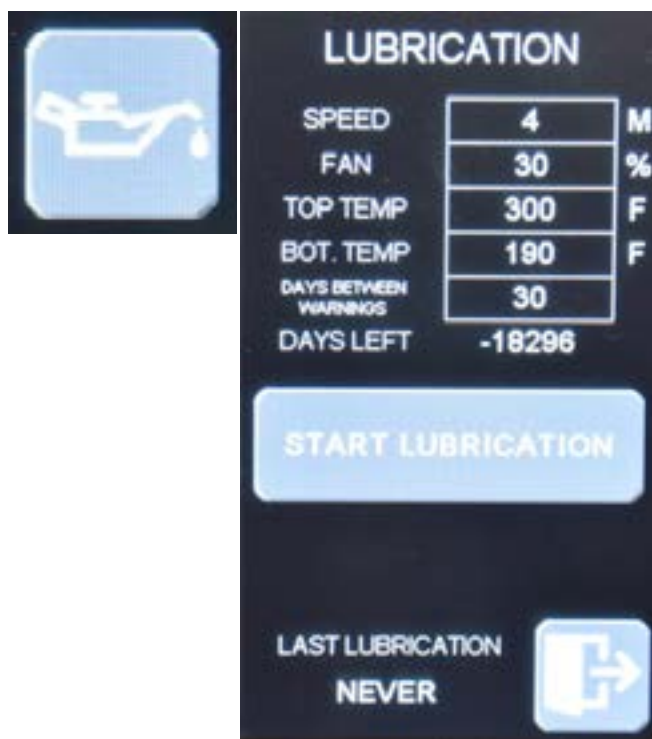 LUBRICATION
SPEED 4 M
FAN 30 %
TOP TEMP 300 F
BOT. TEMP 190 F
DAYS BETWEEN
WARNINGS 30
DAYS LEFT -18296
START LUBRICATION
LAST LUBRICATION
NEVER